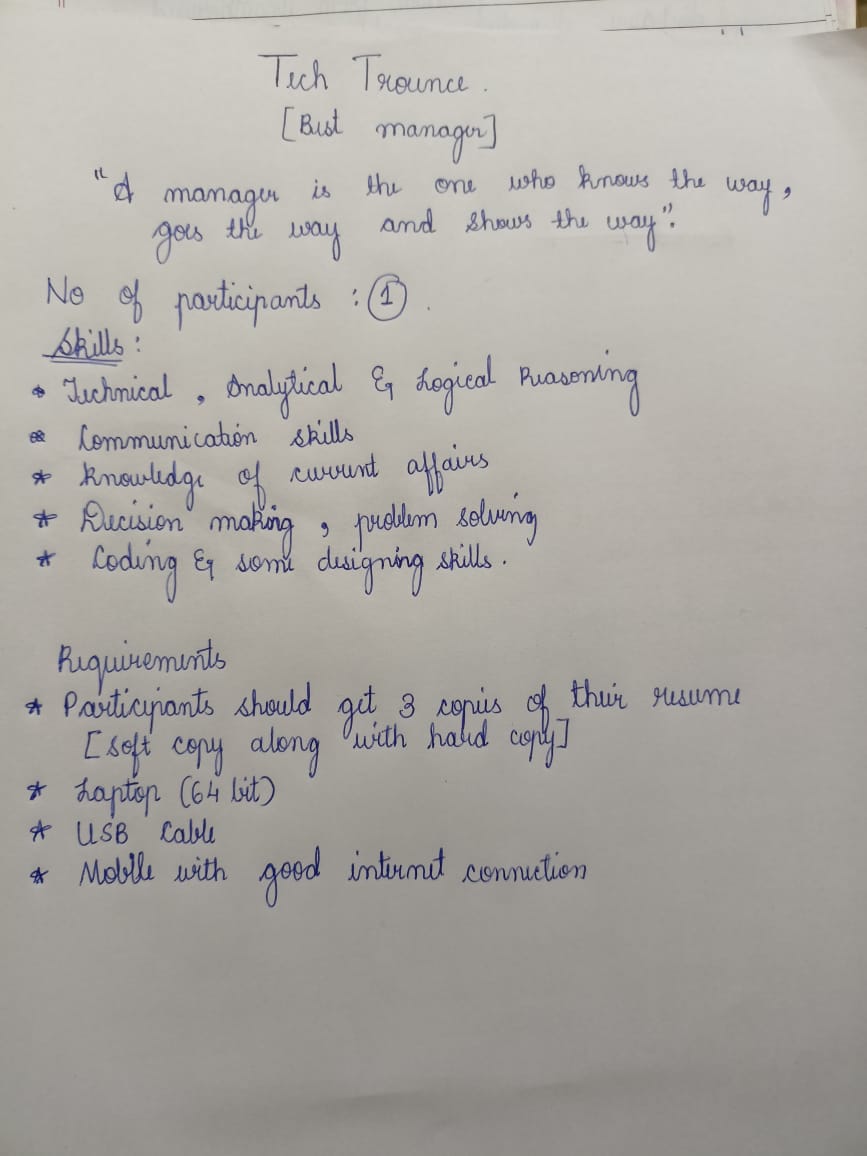 Tech Trounce.
[Best manager]
"A manager is the one who knows the way,
goes the way and shows the way".
No of participants : 1.
Skills :
* Technical, Analytical & Logical Reasoning
* Communication skills
* Knowledge of current affairs
* Decision making, problem solving
* Coding & some designing skills.
Requirements
* Participants should get 3 copies of their resume
[soft copy along with hard copy]
* Laptop (64 bit)
* USB Cable
* Mobile with good internet connection